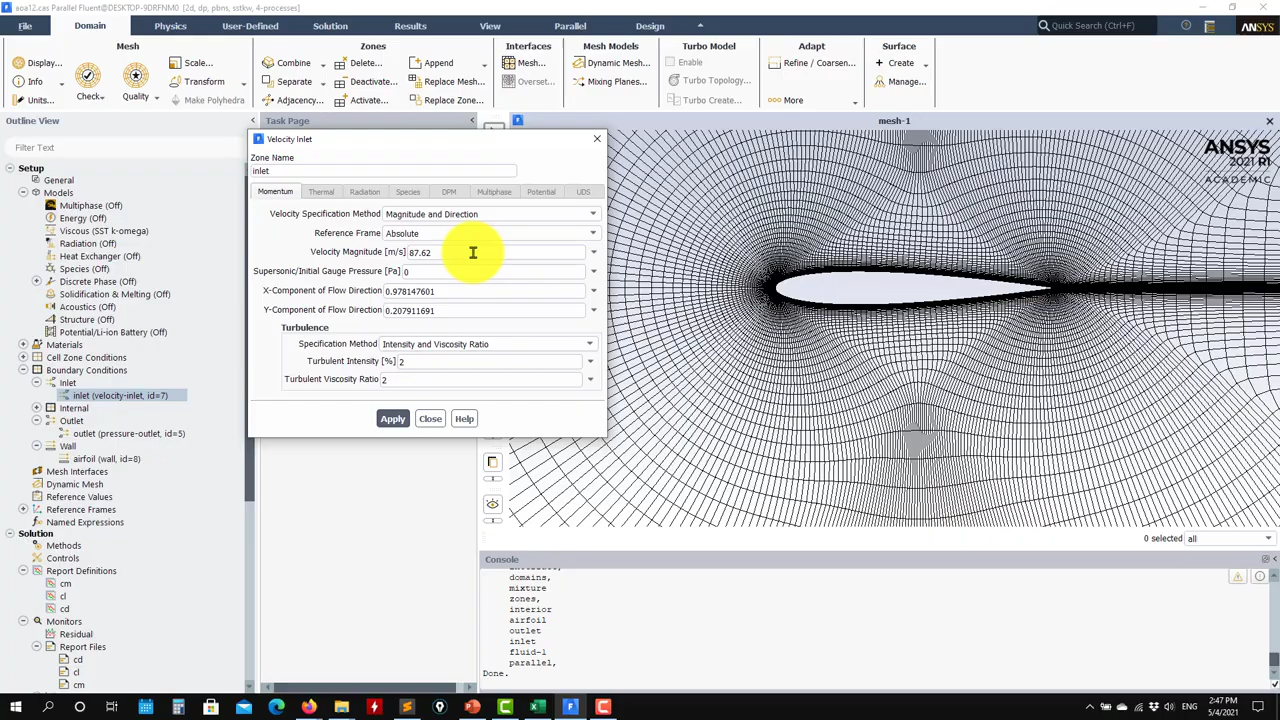 aoa12.cas Parallel Fluent@DESKTOP-9DRFNM0 [2d, dp, pbns, sstkw, 4-processes]
File Domain Physics User-Defined Solution Results View Parallel Design Quick Search (Ctrl+F) ANSYS
Mesh Zones Interfaces Mesh Models Turbo Model Adapt Surface
Display... Scale... Combine Delete... Append Mesh... Dynamic Mesh... Enable Refine / Coarsen... Create
Info Transform Separate Deactivate... Replace Mesh... Overset... Mixing Planes... Turbo Topology... Manage...
Units... Check Quality Make Polyhedra Adjacency... Activate... Replace Zone... Turbo Create... More
Outline View Task Page mesh-1
Filter Text
Setup
General
Models
Multiphase (Off)
Energy (Off)
Viscous (SST k-omega)
Radiation (Off)
Heat Exchanger (Off)
Species (Off)
Discrete Phase (Off)
Solidification & Melting (Off)
Acoustics (Off)
Structure (Off)
Potential/Li-ion Battery (Off)
Materials
Cell Zone Conditions
Boundary Conditions
Inlet
inlet (velocity-inlet, id=7)
Internal
Outlet
outlet (pressure-outlet, id=5)
Wall
airfoil (wall, id=8)
Mesh Interfaces
Dynamic Mesh
Reference Values
Reference Frames
Named Expressions
Solution
Methods
Controls
Report Definitions
cm
cl
cd
Monitors
Residual
Report Files
cd
cl
cm
Velocity Inlet
Zone Name
inlet
Momentum Thermal Radiation Species DPM Multiphase Potential UDS
Velocity Specification Method Magnitude and Direction
Reference Frame Absolute
Velocity Magnitude [m/s] 87.62
Supersonic/Initial Gauge Pressure [Pa] 0
X-Component of Flow Direction 0.978147601
Y-Component of Flow Direction 0.207911691
Turbulence
Specification Method Intensity and Viscosity Ratio
Turbulent Intensity [%] 2
Turbulent Viscosity Ratio 2
Apply Close Help
ANSYS
2021 R1
ACADEMIC
0 selected all
Console
domains,
mixture
zones,
interior
airfoil
outlet
inlet
fluid-1
parallel,
Done.
ENG 2:47 PM
5/4/2021